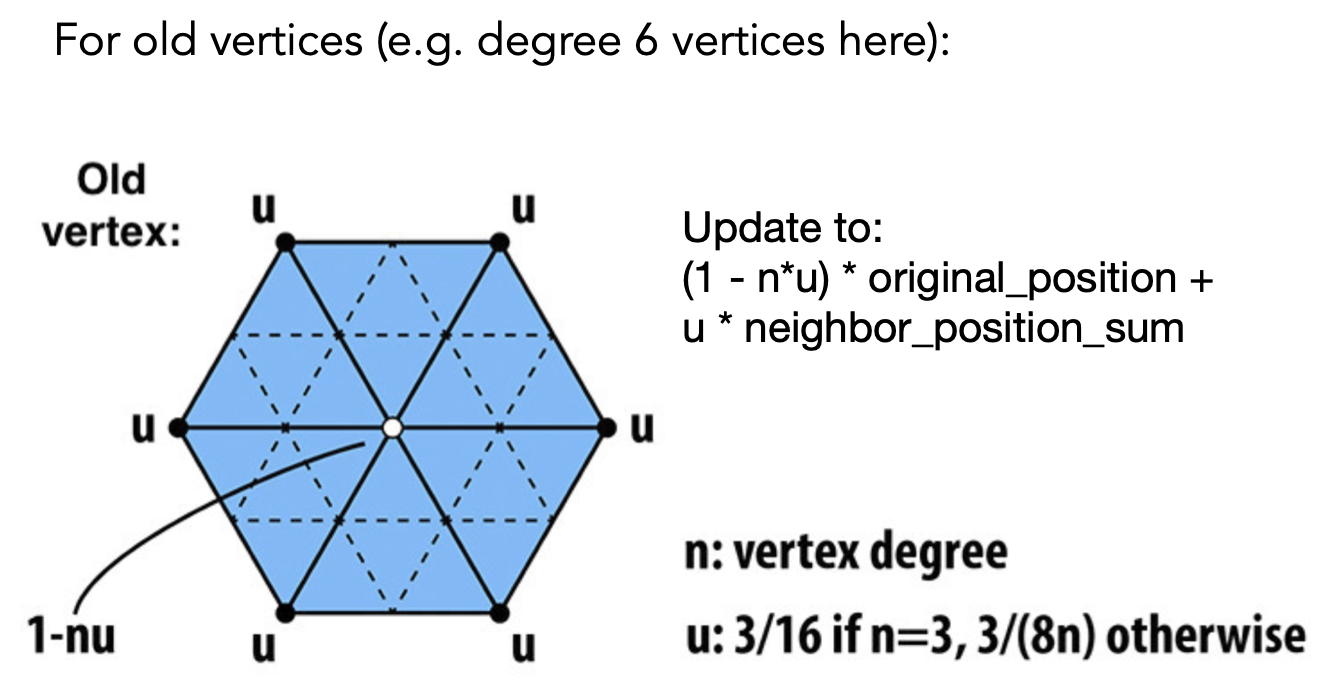 For old vertices (e.g. degree 6 vertices here):
Old
vertex:
u
u
u
u
u
u
1-nu
Update to:
(1 - n*u) * original_position +
u * neighbor_position_sum
n: vertex degree
u: 3/16 if n=3, 3/(8n) otherwise